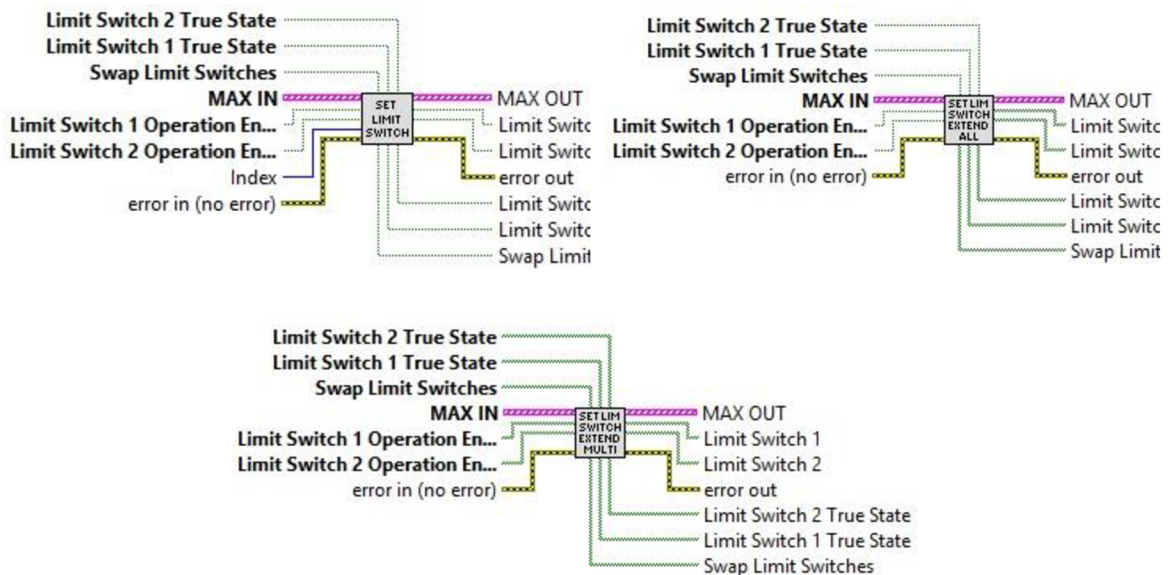 Limit Switch 2 True State
Limit Switch 1 True State
Swap Limit Switches
MAX IN
Limit Switch 1 Operation En...
Limit Switch 2 Operation En...
Index
error in (no error)
SET
LIMIT
SWITCH
MAX OUT
Limit Switc
Limit Switc
error out
Limit Switc
Limit Switc
Swap Limit
Limit Switch 2 True State
Limit Switch 1 True State
Swap Limit Switches
MAX IN
Limit Switch 1 Operation En...
Limit Switch 2 Operation En...
error in (no error)
SET LIM
SWITCH
EXTEND
ALL
MAX OUT
Limit Switc
Limit Switc
error out
Limit Switc
Limit Switc
Swap Limit
Limit Switch 2 True State
Limit Switch 1 True State
Swap Limit Switches
MAX IN
Limit Switch 1 Operation En...
Limit Switch 2 Operation En...
error in (no error)
SET LIM
SWITCH
EXTEND
MULTI
MAX OUT
Limit Switch 1
Limit Switch 2
error out
Limit Switch 2 True State
Limit Switch 1 True State
Swap Limit Switches